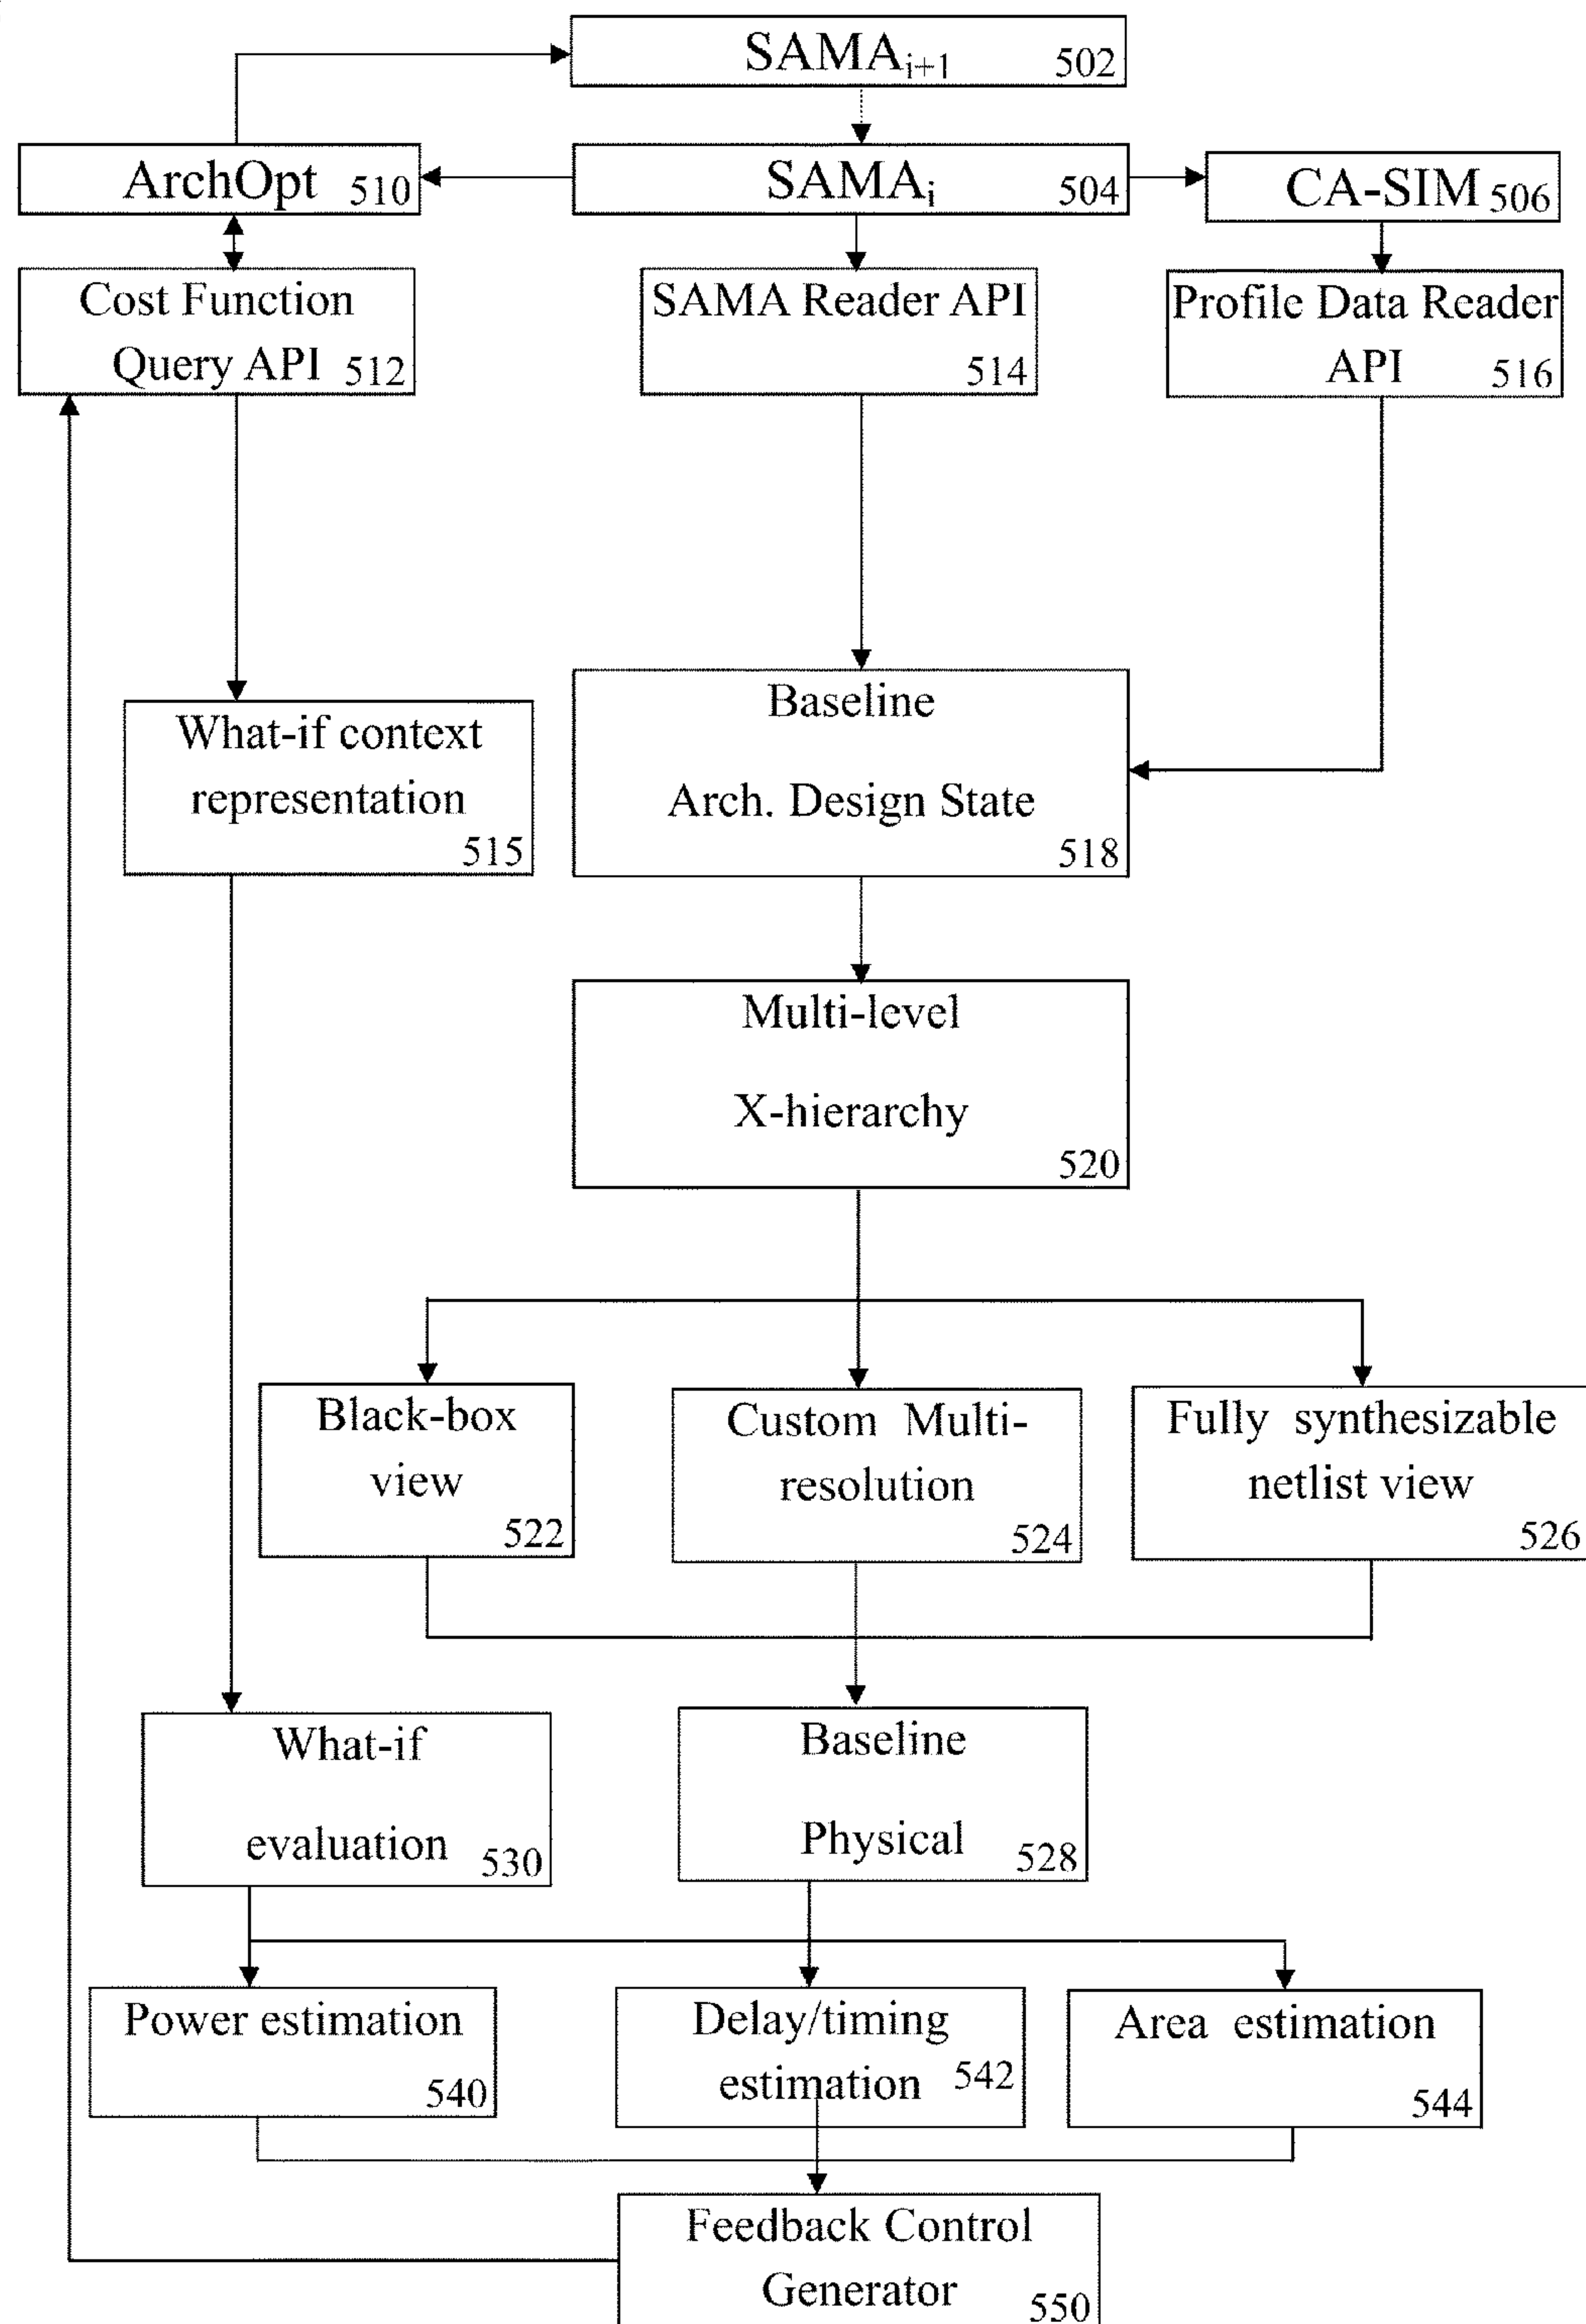 SAMAi+1 502
ArchOpt 510
SAMAi 504
CA-SIM 506
Cost Function
Query API 512
SAMA Reader API
514
Profile Data Reader
API 516
What-if context
representation
515
Baseline
Arch. Design State
518
Multi-level
X-hierarchy
520
Black-box
view
522
Custom Multi-
resolution
524
Fully synthesizable
netlist view
526
What-if
evaluation 530
Baseline
Physical 528
Power estimation
540
Delay/timing
estimation 542
Area estimation
544
Feedback Control
Generator 550